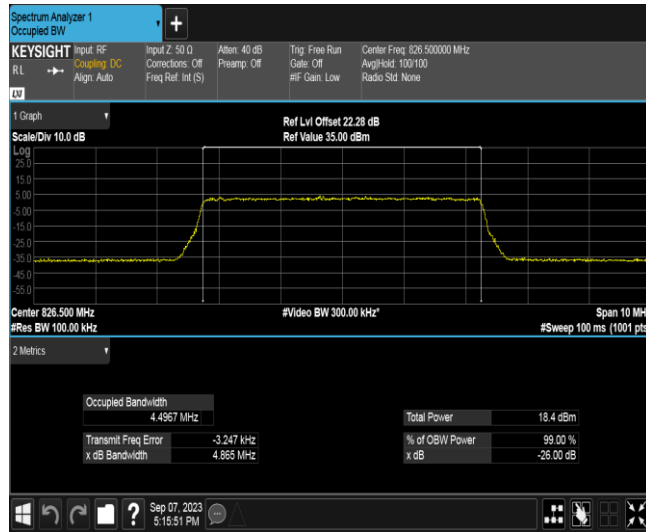 Spectrum Analyzer 1
Occupied BW
+
KEYSIGHT
Input: RF
Coupling: DC
Align: Auto
Input Z: 50 Ω
Corrections: Off
Freq Ref: Int (S)
Atten: 40 dB
Preamp: Off
Trig: Free Run
Gate: Off
#IF Gain: Low
Center Freq: 826.500000 MHz
Avg|Hold: 100/100
Radio Std: None
RL
LXI
1 Graph
Scale/Div 10.0 dB
Ref Lvl Offset 22.28 dB
Ref Value 35.00 dBm
Log
25.0
15.0
5.00
-5.00
-15.0
-25.0
-35.0
-45.0
-55.0
Center 826.500 MHz
#Res BW 100.00 kHz
#Video BW 300.00 kHz*
Span 10 MH
#Sweep 100 ms (1001 pts
2 Metrics
Occupied Bandwidth
4.4967 MHz
Transmit Freq Error -3.247 kHz
x dB Bandwidth 4.865 MHz
Total Power 18.4 dBm
% of OBW Power 99.00 %
x dB -26.00 dB
?
Sep 07, 2023
5:15:51 PM